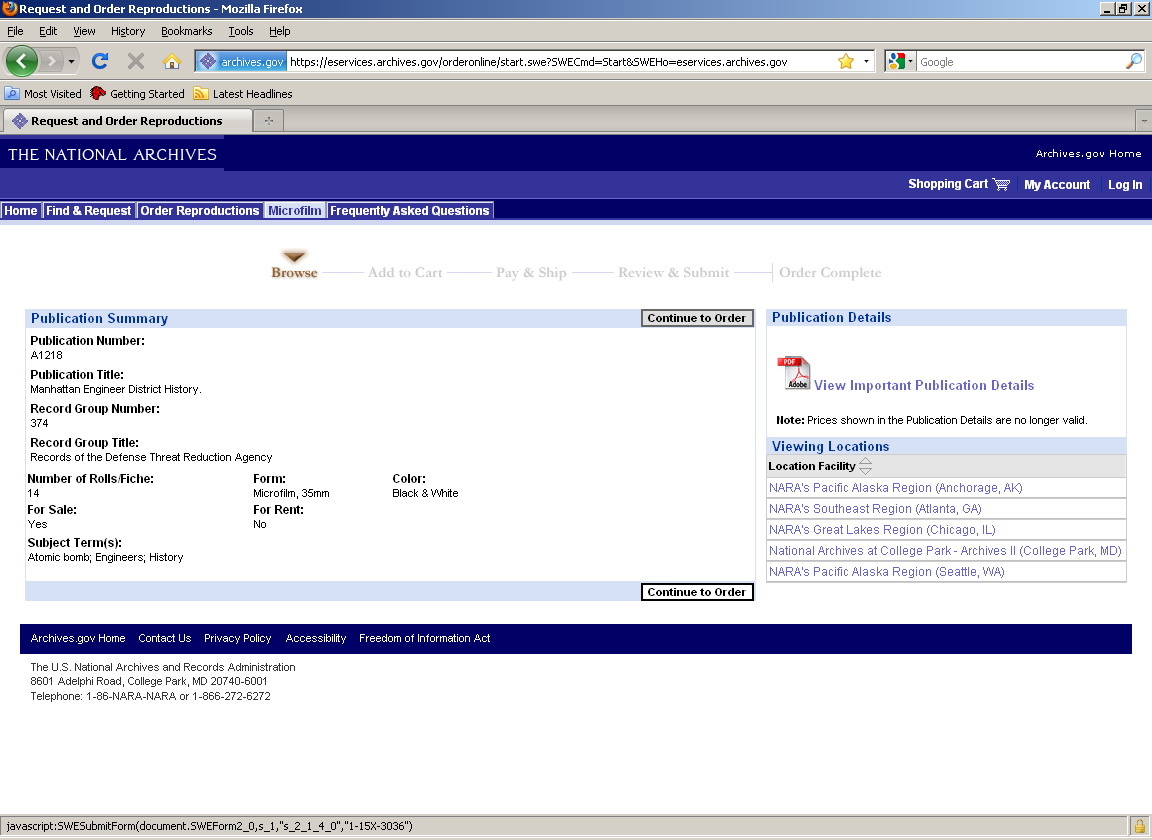 Request and Order Reproductions - Mozilla Firefox
File Edit View History Bookmarks Tools Help
archives.gov https://eservices.archives.gov/orderonline/start.swe?SWECmd=Start&SWEHo=eservices.archives.gov Google
Most Visited Getting Started Latest Headlines
Request and Order Reproductions
THE NATIONAL ARCHIVES
Archives.gov Home
Shopping Cart My Account Log In
Home Find & Request Order Reproductions Microfilm Frequently Asked Questions
Browse Add to Cart Pay & Ship Review & Submit Order Complete
Publication Summary Continue to Order
Publication Number:
A1218
Publication Title:
Manhattan Engineer District History.
Record Group Number:
374
Record Group Title:
Records of the Defense Threat Reduction Agency
Number of Rolls/Fiche: Form: Color:
14 Microfilm, 35mm Black & White
For Sale: For Rent:
Yes No
Subject Term(s):
Atomic bomb; Engineers; History
Continue to Order
Publication Details
PDF
Adobe
View Important Publication Details
Note: Prices shown in the Publication Details are no longer valid.
Viewing Locations
Location Facility
NARA's Pacific Alaska Region (Anchorage, AK)
NARA's Southeast Region (Atlanta, GA)
NARA's Great Lakes Region (Chicago, IL)
National Archives at College Park - Archives II (College Park, MD)
NARA's Pacific Alaska Region (Seattle, WA)
Archives.gov Home Contact Us Privacy Policy Accessibility Freedom of Information Act
The U.S. National Archives and Records Administration
8601 Adelphi Road, College Park, MD 20740-6001
Telephone: 1-86-NARA-NARA or 1-866-272-6272
javascript:SWESubmitForm(document.SWEForm2_0,s_1,"s_2_1_4_0","1-15X-3036")